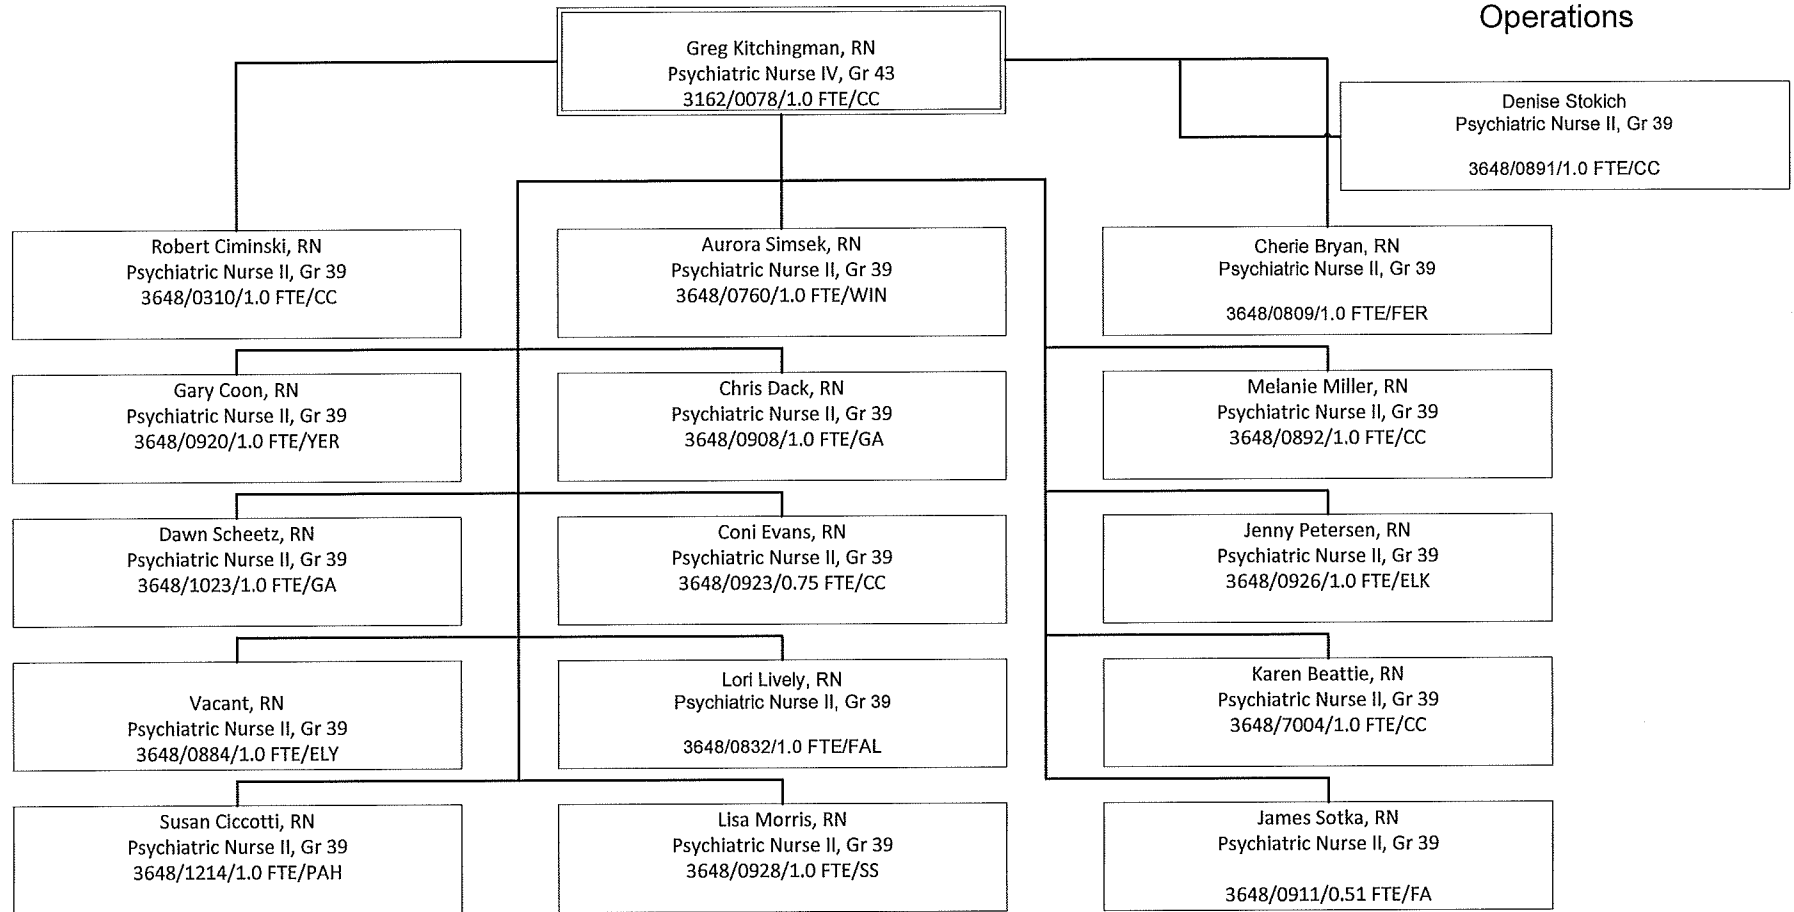 Operations
Greg Kitchingman, RN
Psychiatric Nurse IV, Gr 43
3162/0078/1.0 FTE/CC
Denise Stokich
Psychiatric Nurse II, Gr 39
3648/0891/1.0 FTE/CC
Robert Ciminski, RN
Psychiatric Nurse II, Gr 39
3648/0310/1.0 FTE/CC
Aurora Simsek, RN
Psychiatric Nurse II, Gr 39
3648/0760/1.0 FTE/WIN
Cherie Bryan, RN
Psychiatric Nurse II, Gr 39
3648/0809/1.0 FTE/FER
Gary Coon, RN
Psychiatric Nurse II, Gr 39
3648/0920/1.0 FTE/YER
Chris Dack, RN
Psychiatric Nurse II, Gr 39
3648/0908/1.0 FTE/GA
Melanie Miller, RN
Psychiatric Nurse II, Gr 39
3648/0892/1.0 FTE/CC
Dawn Scheetz, RN
Psychiatric Nurse II, Gr 39
3648/1023/1.0 FTE/GA
Coni Evans, RN
Psychiatric Nurse II, Gr 39
3648/0923/0.75 FTE/CC
Jenny Petersen, RN
Psychiatric Nurse II, Gr 39
3648/0926/1.0 FTE/ELK
Vacant, RN
Psychiatric Nurse II, Gr 39
3648/0884/1.0 FTE/ELY
Lori Lively, RN
Psychiatric Nurse II, Gr 39
3648/0832/1.0 FTE/FAL
Karen Beattie, RN
Psychiatric Nurse II, Gr 39
3648/7004/1.0 FTE/CC
Susan Ciccotti, RN
Psychiatric Nurse II, Gr 39
3648/1214/1.0 FTE/PAH
Lisa Morris, RN
Psychiatric Nurse II, Gr 39
3648/0928/1.0 FTE/SS
James Sotka, RN
Psychiatric Nurse II, Gr 39
3648/0911/0.51 FTE/FA